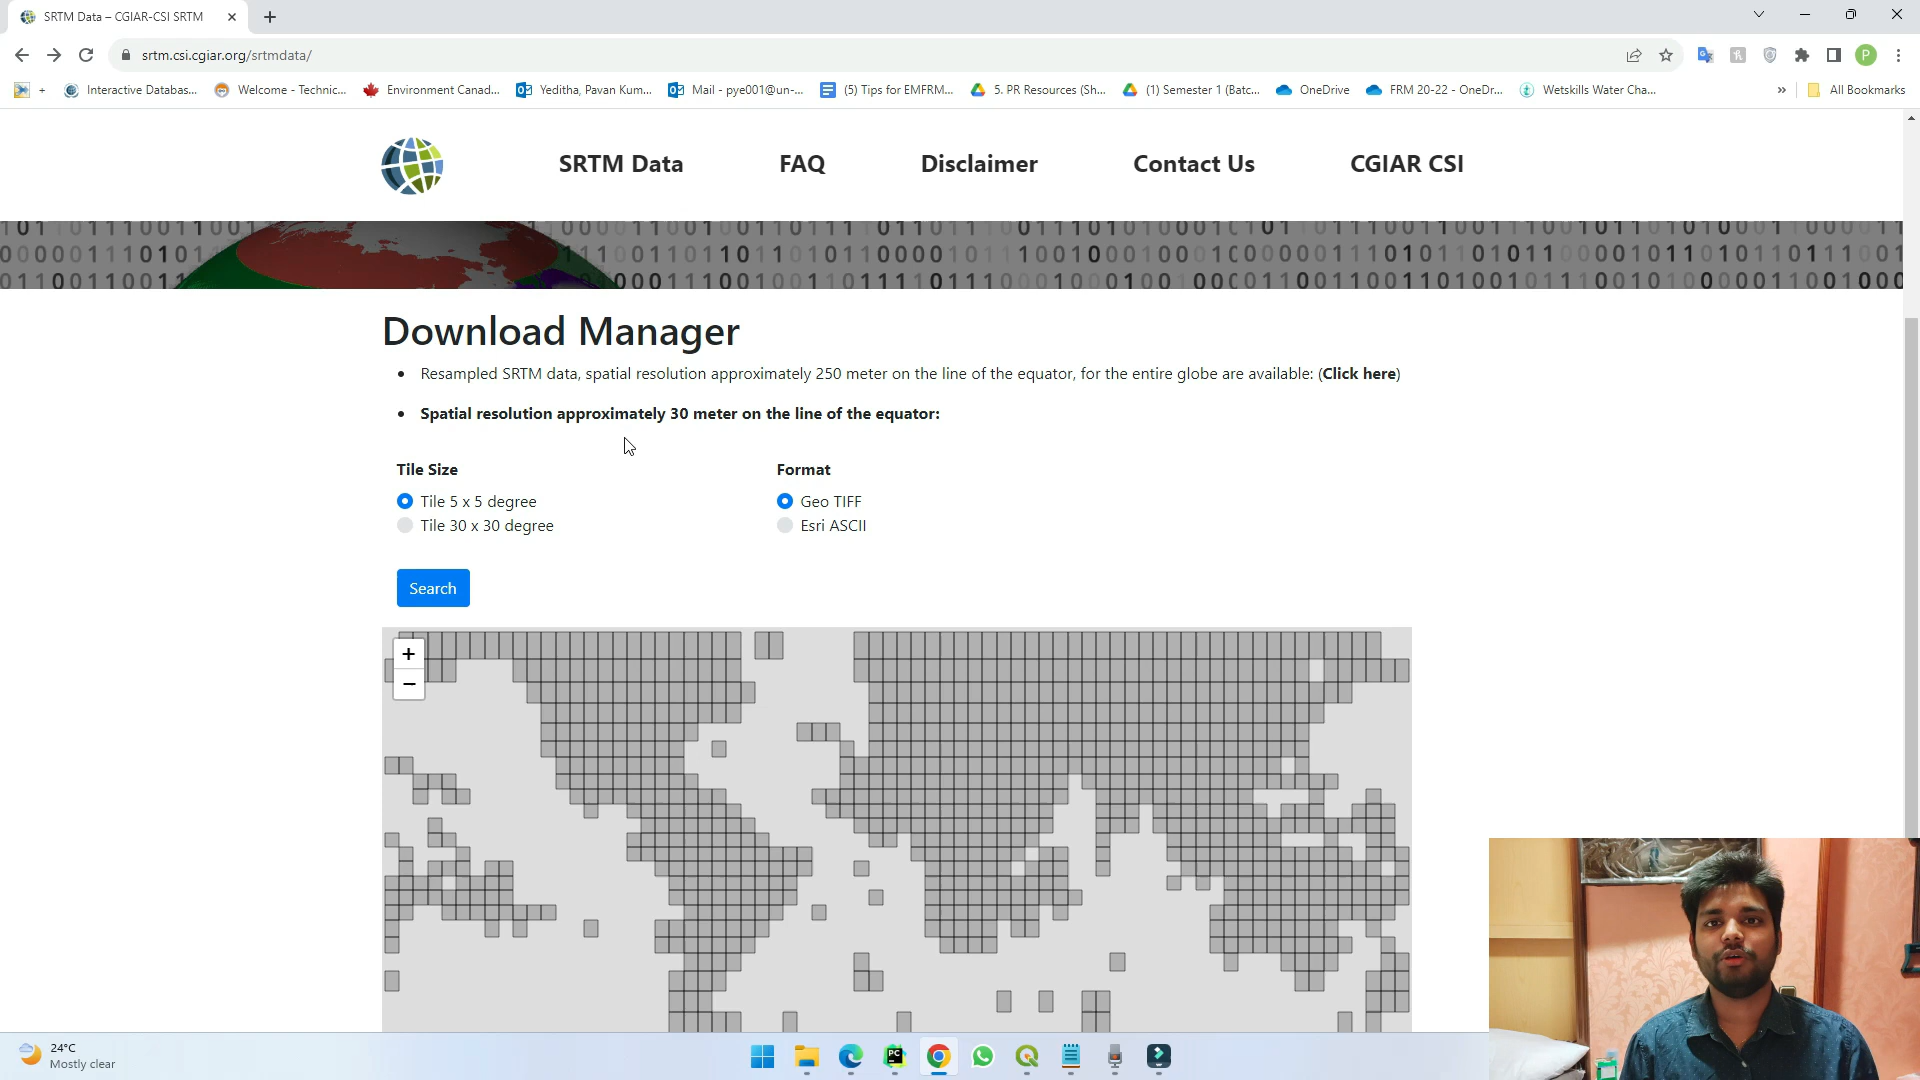 SRTM Data – CGIAR-CSI SRTM
srtm.csi.cgiar.org/srtmdata/
P
+
Interactive Databas...
Welcome - Technic...
Environment Canad...
Yeditha, Pavan Kum...
Mail - pye001@un-...
(5) Tips for EMFRM...
5. PR Resources (Sh...
(1) Semester 1 (Batc...
OneDrive
FRM 20-22 - OneDr...
Wetskills Water Cha...
»
All Bookmarks
SRTM Data
FAQ
Disclaimer
Contact Us
CGIAR CSI
Download Manager
• Resampled SRTM data, spatial resolution approximately 250 meter on the line of the equator, for the entire globe are available: (Click here)
• Spatial resolution approximately 30 meter on the line of the equator:
Tile Size
Tile 5 x 5 degree
Tile 30 x 30 degree
Format
Geo TIFF
Esri ASCII
Search
+
−
24°C
Mostly clear
PC